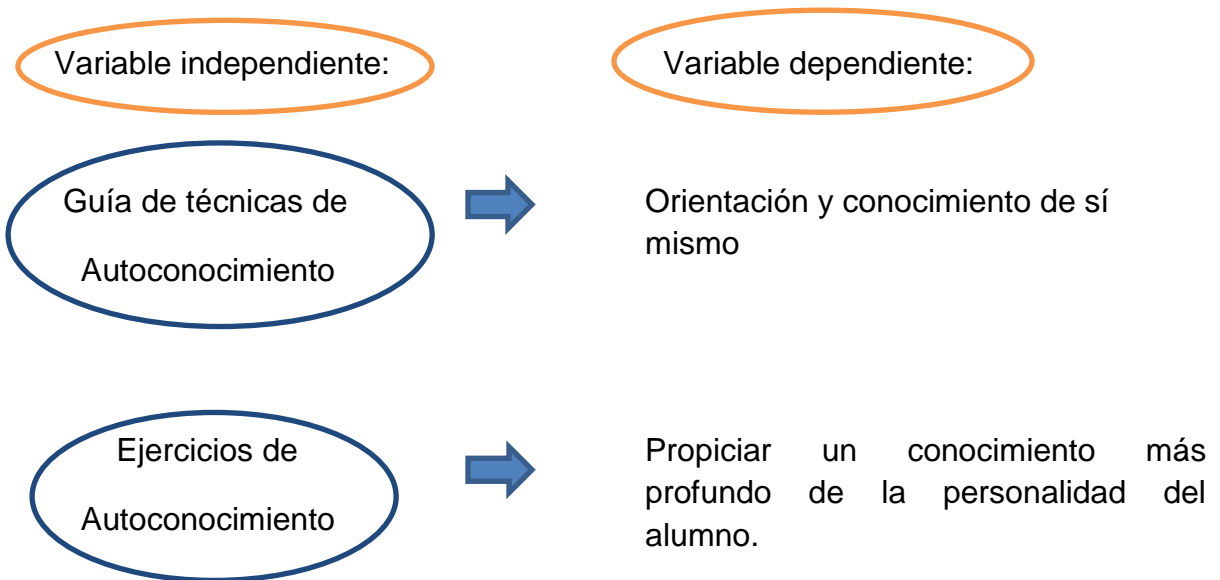 Variable independiente:
Variable dependiente:
Guía de técnicas de
Autoconocimiento
Orientación y conocimiento de sí
mismo
Ejercicios de
Autoconocimiento
Propiciar un conocimiento más
profundo de la personalidad del
alumno.